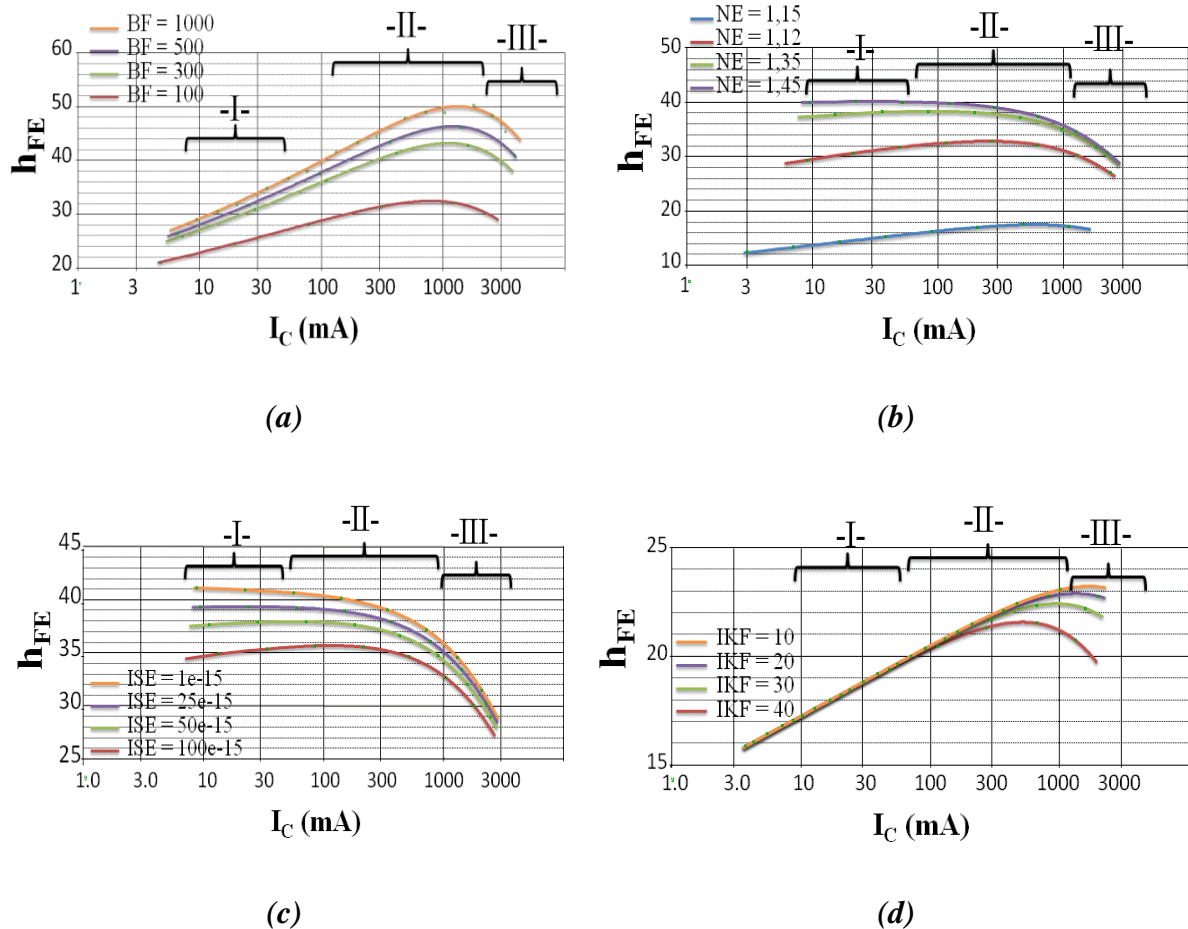 BF = 1000
BF = 500
BF = 300
BF = 100
-I-
-II-
-III-
60
50
40
30
20
1
10
30
100
300
1000
3000
hFE
IC (mA)
(a)
NE = 1,15
NE = 1,12
NE = 1,35
NE = 1,45
-I-
-II-
-III-
50
40
30
20
10
1
3
10
30
100
300
1000
3000
hFE
IC (mA)
(b)
-I-
-II-
-III-
45
40
35
30
25
ISE = 1e-15
ISE = 25e-15
ISE = 50e-15
ISE = 100e-15
1.0
3.0
10
30
100
300
1000
3000
hFE
IC (mA)
(c)
-I-
-II-
-III-
25
20
15
IKF = 10
IKF = 20
IKF = 30
IKF = 40
1.0
3.0
10
30
100
300
1000
3000
hFE
IC (mA)
(d)